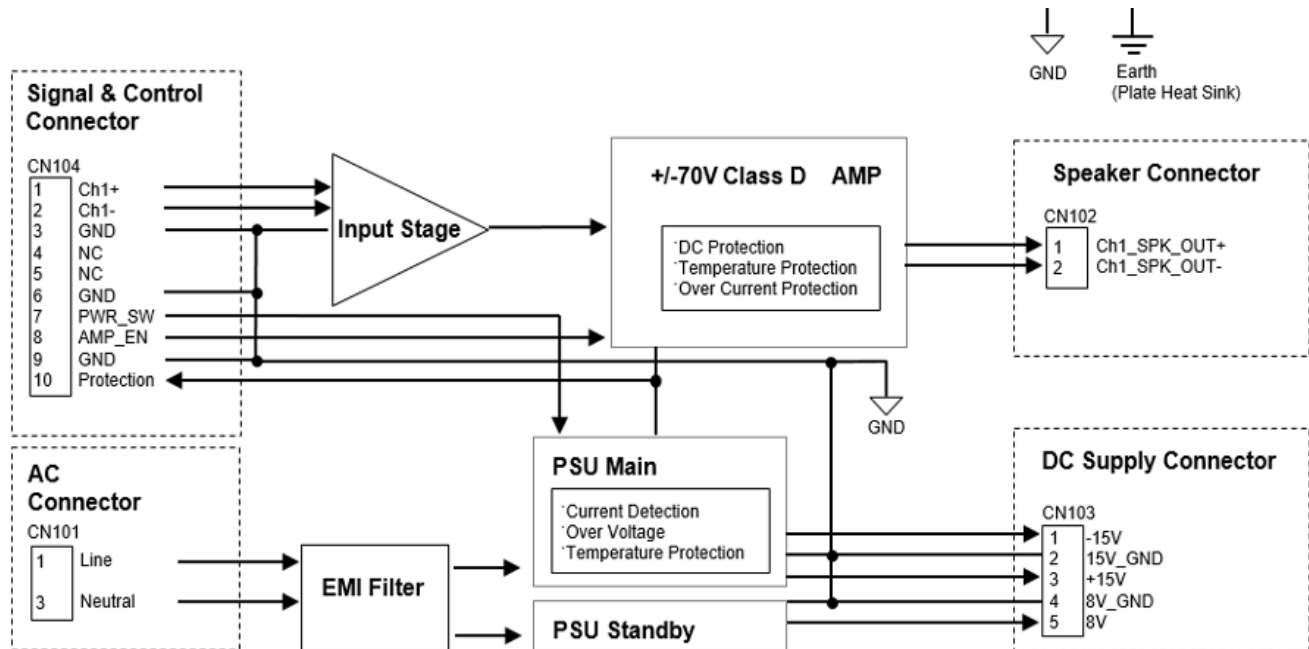 GND
Earth
(Plate Heat Sink)
Signal & Control
Connector
CN104
1 Ch1+
2 Ch1-
3 GND
4 NC
5 NC
6 GND
7 PWR_SW
8 AMP_EN
9 GND
10 Protection
Input Stage
+/-70V Class D AMP
·DC Protection
·Temperature Protection
·Over Current Protection
Speaker Connector
CN102
1 Ch1_SPK_OUT+
2 Ch1_SPK_OUT-
GND
AC
Connector
CN101
1 Line
3 Neutral
EMI Filter
PSU Main
·Current Detection
·Over Voltage
·Temperature Protection
PSU Standby
DC Supply Connector
CN103
1 -15V
2 15V_GND
3 +15V
4 8V_GND
5 8V